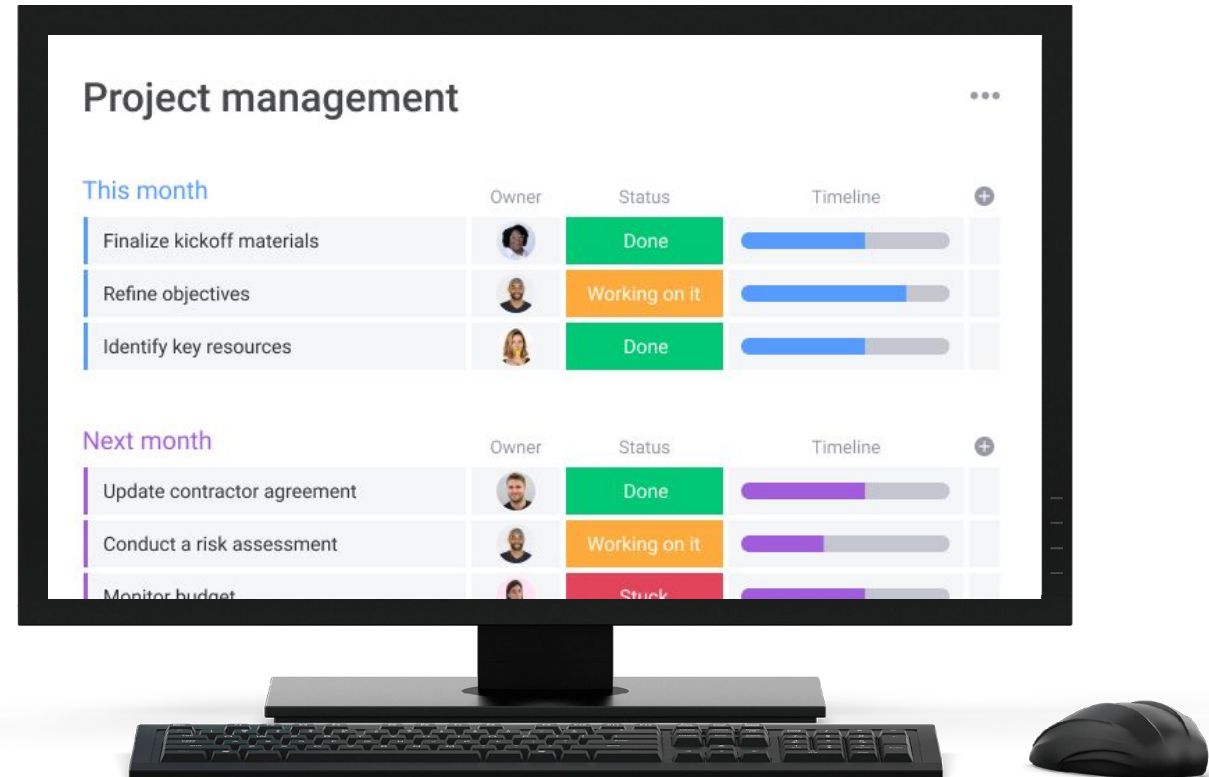 Project management
This month
Owner
Status
Timeline
Finalize kickoff materials
Done
Refine objectives
Working on it
Identify key resources
Done
Next month
Owner
Status
Timeline
Update contractor agreement
Done
Conduct a risk assessment
Working on it
Monitor budget
Stuck